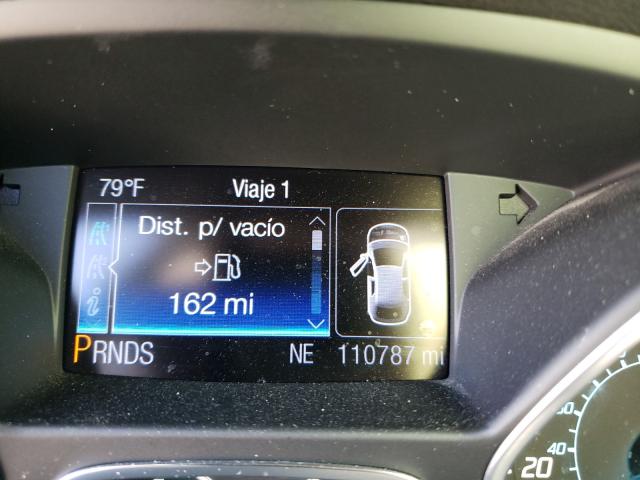 79°F Viaje 1
Dist. p/ vacío
162 mi
PRNDS NE 110787 mi
40
20